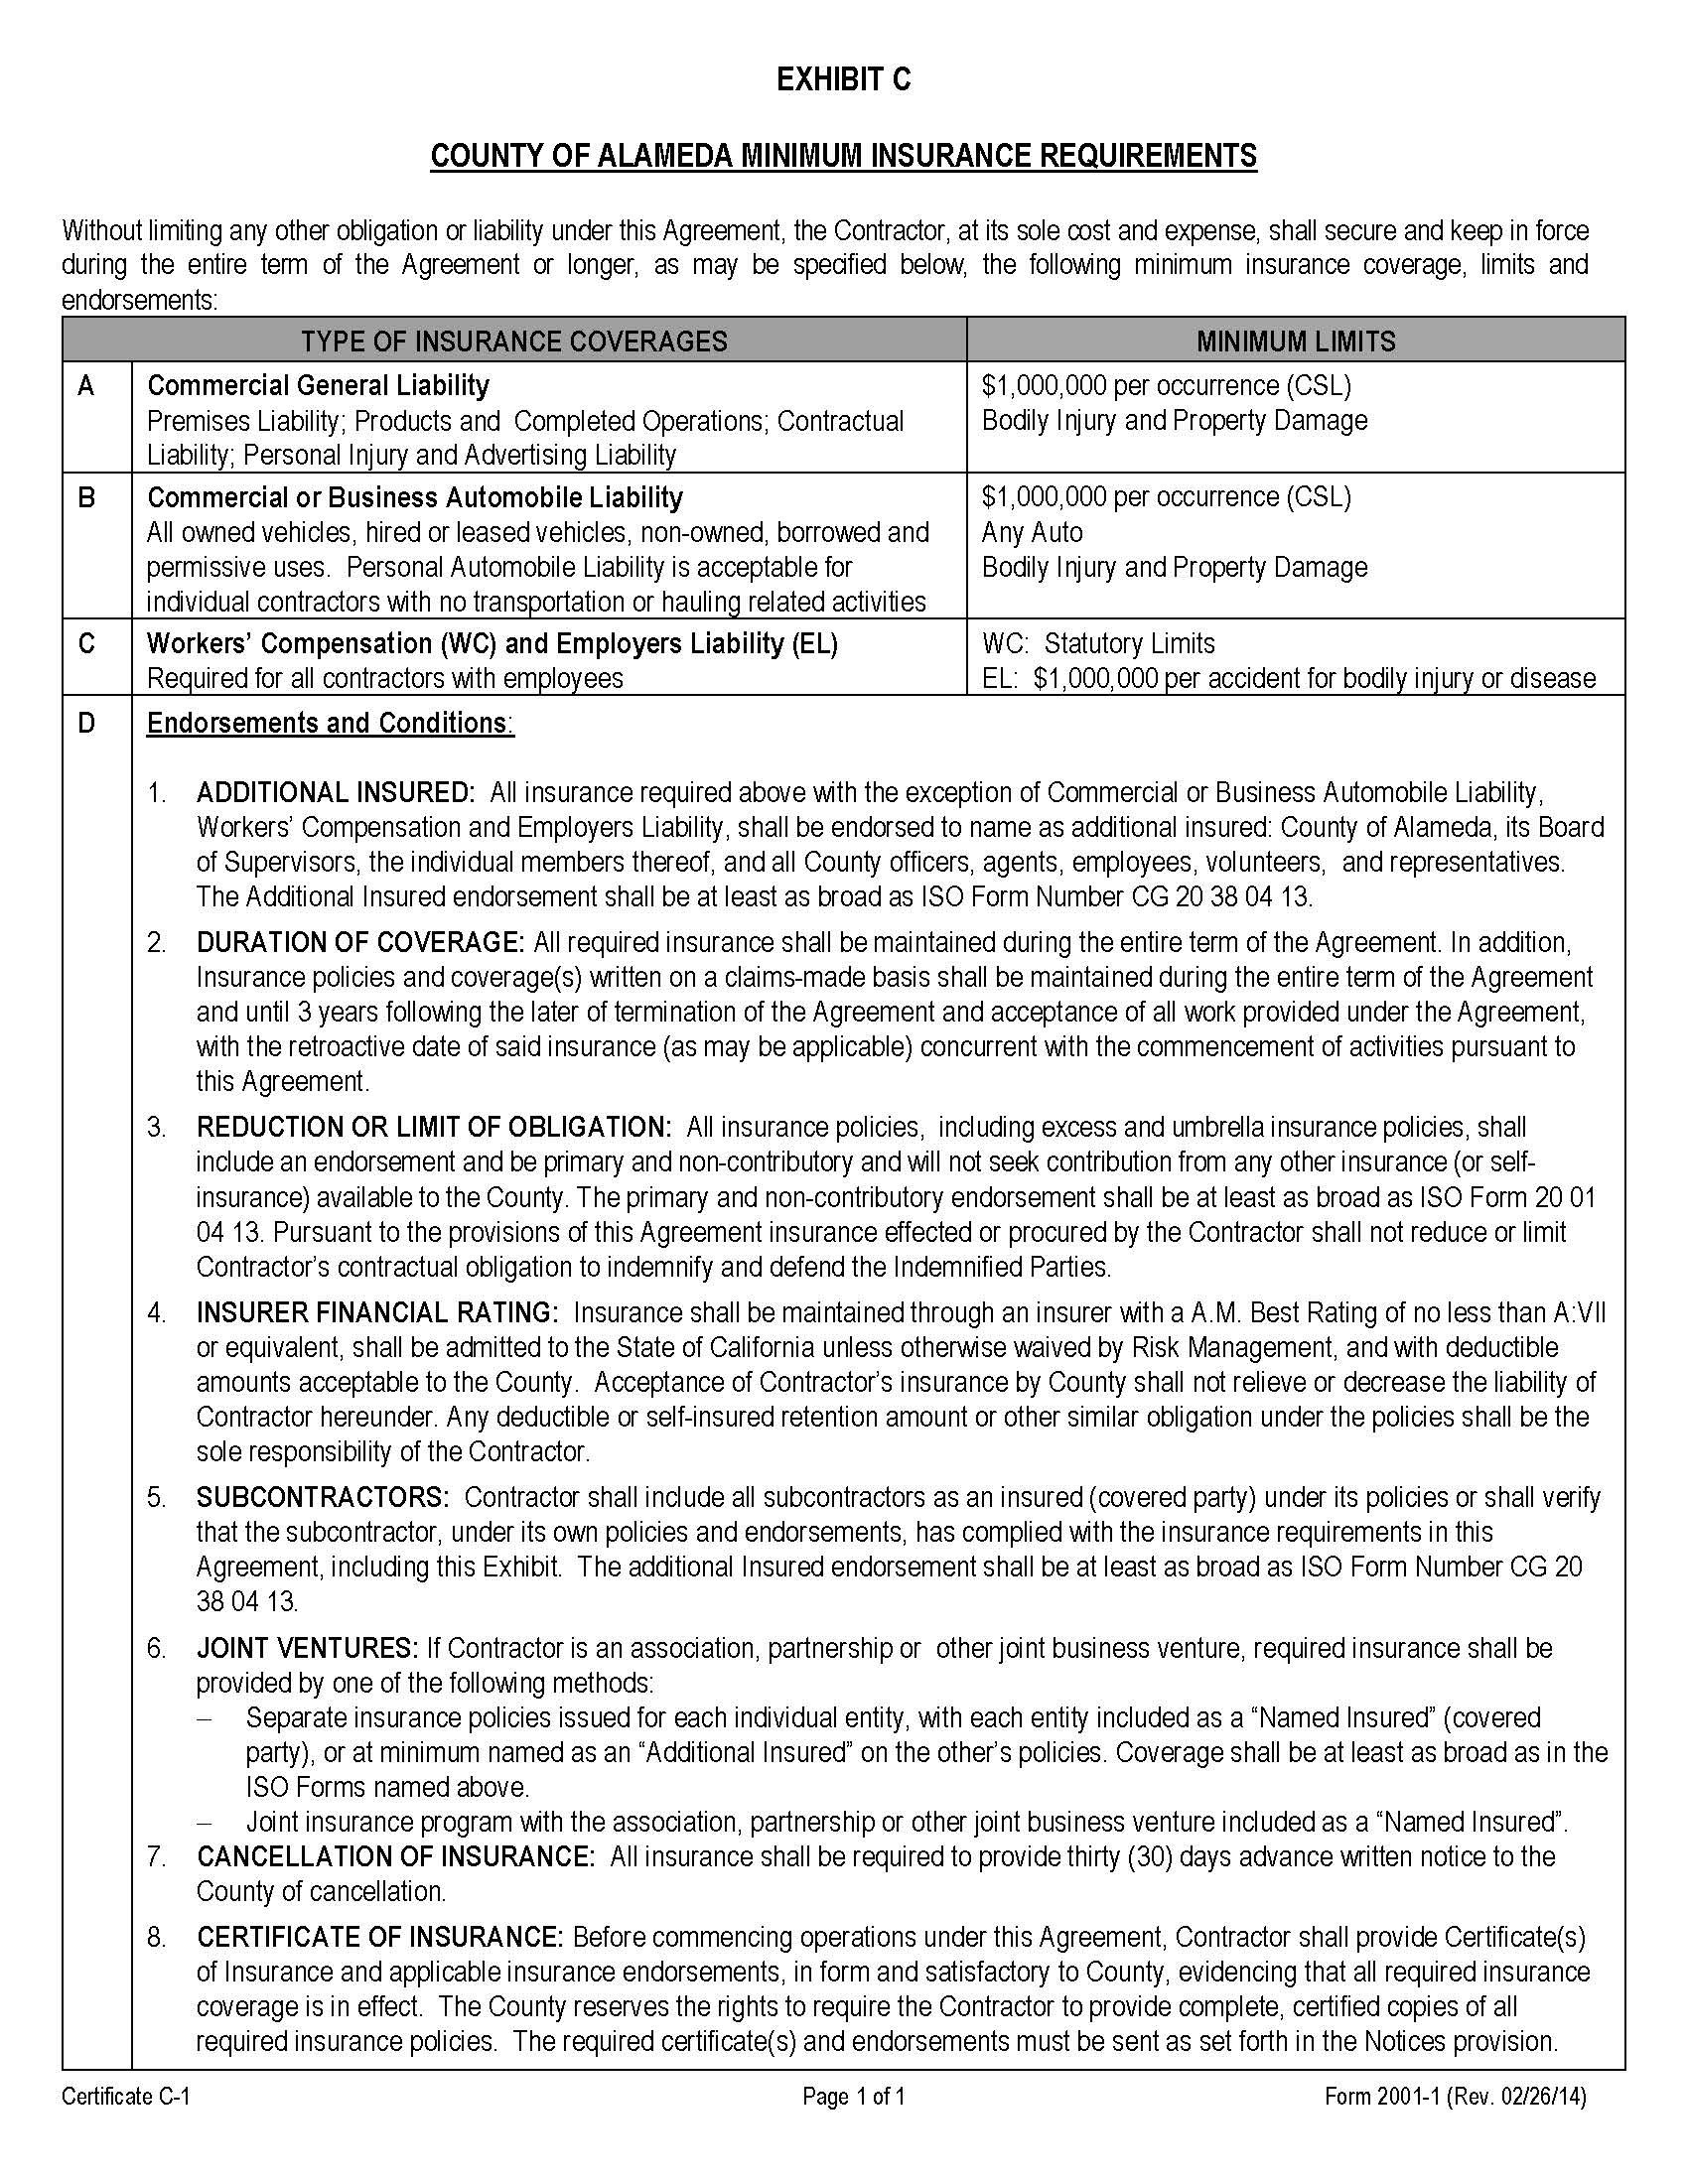 EXHIBIT C
COUNTY OF ALAMEDA MINIMUM INSURANCE REQUIREMENTS
Without limiting any other obligation or liability under this Agreement, the Contractor, at its sole cost and expense, shall secure and keep in force
during the entire term of the Agreement or longer, as may be specified below, the following minimum insurance coverage, limits and
endorsements:
TYPE OF INSURANCE COVERAGES
MINIMUM LIMITS
A
Commercial General Liability
Premises Liability; Products and Completed Operations; Contractual
Liability; Personal Injury and Advertising Liability
$1,000,000 per occurrence (CSL)
Bodily Injury and Property Damage
B
Commercial or Business Automobile Liability
All owned vehicles, hired or leased vehicles, non-owned, borrowed and
permissive uses. Personal Automobile Liability is acceptable for
individual contractors with no transportation or hauling related activities
$1,000,000 per occurrence (CSL)
Any Auto
Bodily Injury and Property Damage
C
Workers’ Compensation (WC) and Employers Liability (EL)
Required for all contractors with employees
WC: Statutory Limits
EL: $1,000,000 per accident for bodily injury or disease
D
Endorsements and Conditions:
1. ADDITIONAL INSURED: All insurance required above with the exception of Commercial or Business Automobile Liability,
Workers’ Compensation and Employers Liability, shall be endorsed to name as additional insured: County of Alameda, its Board
of Supervisors, the individual members thereof, and all County officers, agents, employees, volunteers, and representatives.
The Additional Insured endorsement shall be at least as broad as ISO Form Number CG 20 38 04 13.
2. DURATION OF COVERAGE: All required insurance shall be maintained during the entire term of the Agreement. In addition,
Insurance policies and coverage(s) written on a claims-made basis shall be maintained during the entire term of the Agreement
and until 3 years following the later of termination of the Agreement and acceptance of all work provided under the Agreement,
with the retroactive date of said insurance (as may be applicable) concurrent with the commencement of activities pursuant to
this Agreement.
3. REDUCTION OR LIMIT OF OBLIGATION: All insurance policies, including excess and umbrella insurance policies, shall
include an endorsement and be primary and non-contributory and will not seek contribution from any other insurance (or self-
insurance) available to the County. The primary and non-contributory endorsement shall be at least as broad as ISO Form 20 01
04 13. Pursuant to the provisions of this Agreement insurance effected or procured by the Contractor shall not reduce or limit
Contractor’s contractual obligation to indemnify and defend the Indemnified Parties.
4. INSURER FINANCIAL RATING: Insurance shall be maintained through an insurer with a A.M. Best Rating of no less than A:VII
or equivalent, shall be admitted to the State of California unless otherwise waived by Risk Management, and with deductible
amounts acceptable to the County. Acceptance of Contractor’s insurance by County shall not relieve or decrease the liability of
Contractor hereunder. Any deductible or self-insured retention amount or other similar obligation under the policies shall be the
sole responsibility of the Contractor.
5. SUBCONTRACTORS: Contractor shall include all subcontractors as an insured (covered party) under its policies or shall verify
that the subcontractor, under its own policies and endorsements, has complied with the insurance requirements in this
Agreement, including this Exhibit. The additional Insured endorsement shall be at least as broad as ISO Form Number CG 20
38 04 13.
6. JOINT VENTURES: If Contractor is an association, partnership or other joint business venture, required insurance shall be
provided by one of the following methods:
– Separate insurance policies issued for each individual entity, with each entity included as a “Named Insured” (covered
party), or at minimum named as an “Additional Insured” on the other’s policies. Coverage shall be at least as broad as in the
ISO Forms named above.
– Joint insurance program with the association, partnership or other joint business venture included as a “Named Insured”.
7. CANCELLATION OF INSURANCE: All insurance shall be required to provide thirty (30) days advance written notice to the
County of cancellation.
8. CERTIFICATE OF INSURANCE: Before commencing operations under this Agreement, Contractor shall provide Certificate(s)
of Insurance and applicable insurance endorsements, in form and satisfactory to County, evidencing that all required insurance
coverage is in effect. The County reserves the rights to require the Contractor to provide complete, certified copies of all
required insurance policies. The required certificate(s) and endorsements must be sent as set forth in the Notices provision.
Certificate C-1
Page 1 of 1
Form 2001-1 (Rev. 02/26/14)